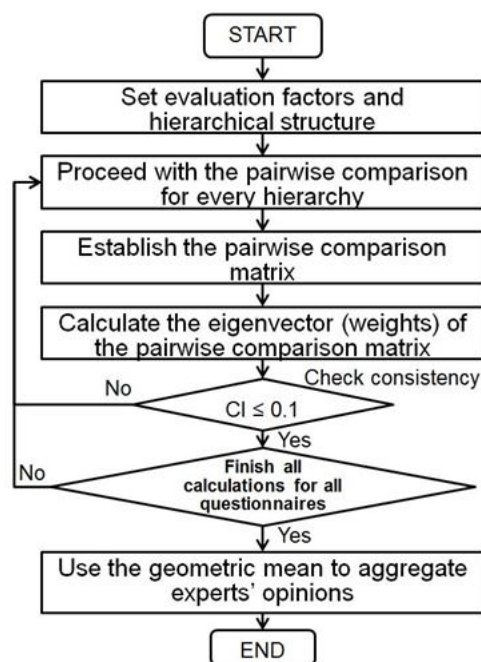 START
Set evaluation factors and
hierarchical structure
Proceed with the pairwise comparison
for every hierarchy
Establish the pairwise comparison
matrix
Calculate the eigenvector (weights) of
the pairwise comparison matrix
Check consistency
No
CI ≤ 0.1
Yes
No
Finish all
calculations for all
questionnaires
Yes
Use the geometric mean to aggregate
experts’ opinions
END